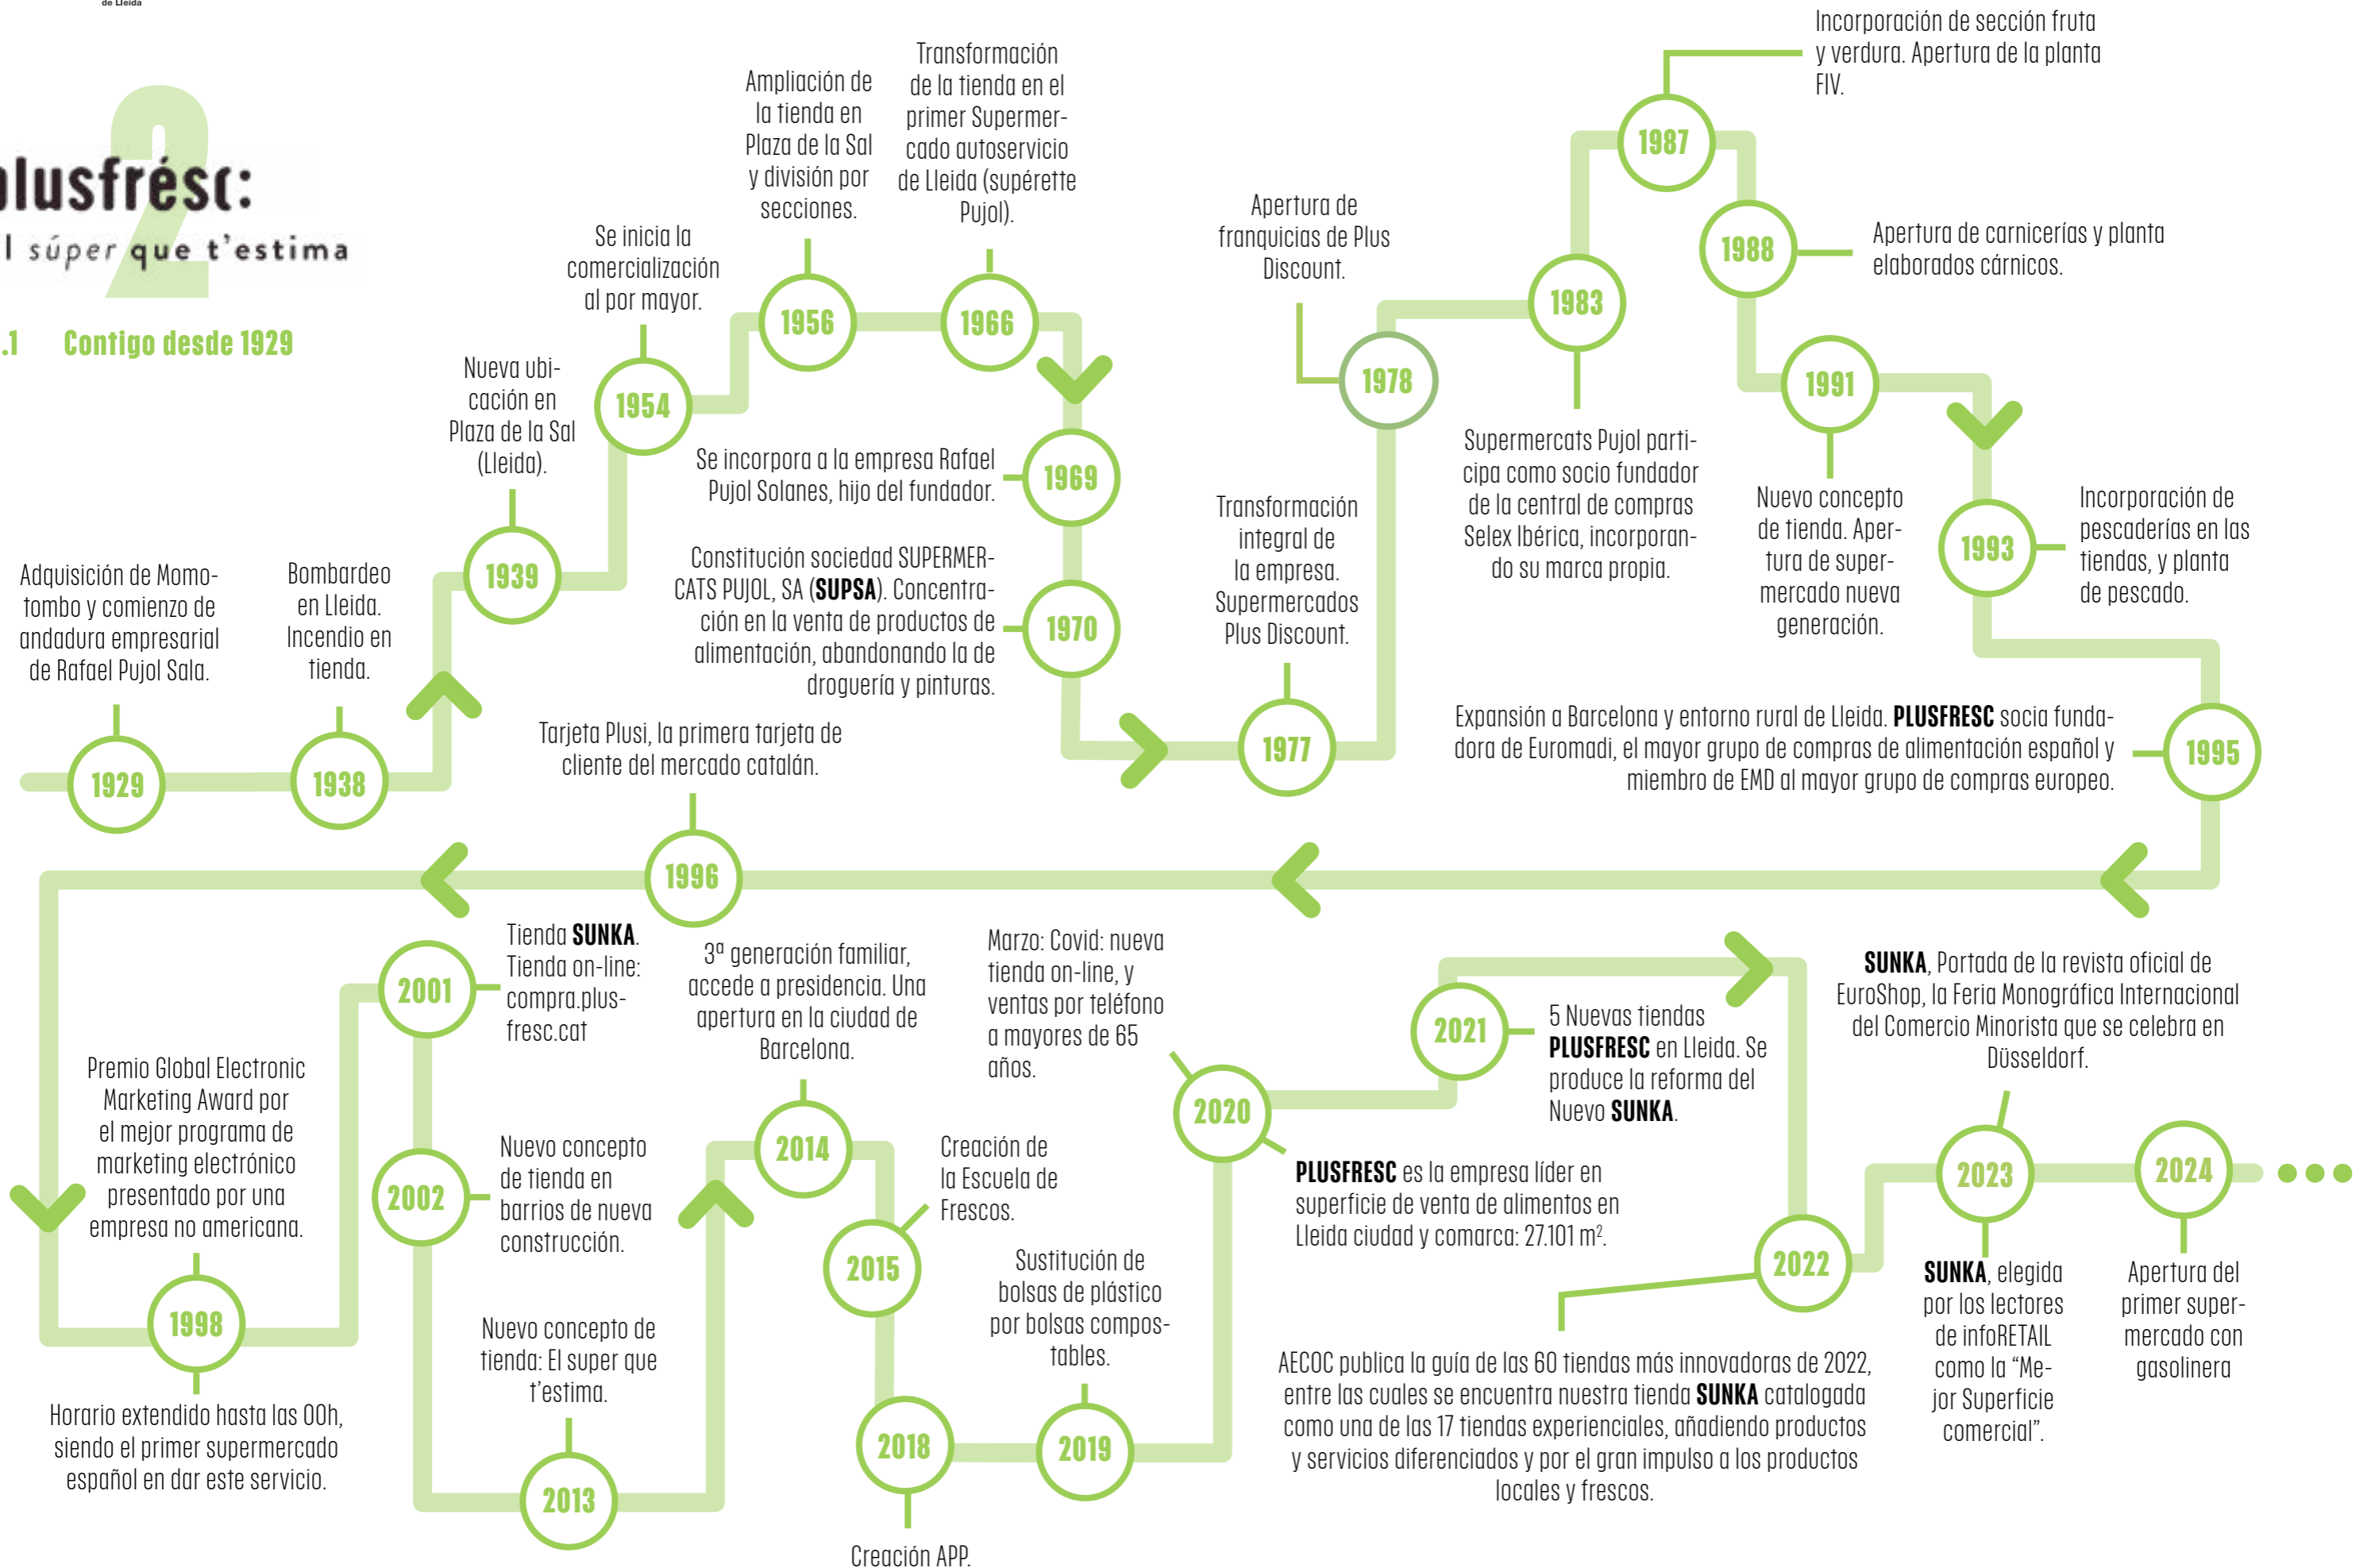 de Lleida
2
plusfrésc:
l súper que t'estima
.1 Contigo desde 1929
Adquisición de Momo-
tombo y comienzo de
andadura empresarial
de Rafael Pujol Sala.
1929
Bombardeo
en Lleida.
Incendio en
tienda.
1938
Nueva ubi-
cación en
Plaza de la Sal
(Lleida).
1939
Se inicia la
comercialización
al por mayor.
1954
Ampliación de
la tienda en
Plaza de la Sal
y división por
secciones.
1956
Transformación
de la tienda en el
primer Supermer-
cado autoservicio
de Lleida (supérette
Pujol).
1966
Se incorpora a la empresa Rafael
Pujol Solanes, hijo del fundador.
1969
Constitución sociedad SUPERMER-
CATS PUJOL, SA (SUPSA). Concentra-
ción en la venta de productos de
alimentación, abandonando la de
droguería y pinturas.
1970
Transformación
integral de
la empresa.
Supermercados
Plus Discount.
1977
Apertura de
franquicias de Plus
Discount.
1978
1983
Supermercats Pujol parti-
cipa como socio fundador
de la central de compras
Selex Ibérica, incorporan-
do su marca propia.
Incorporación de sección fruta
y verdura. Apertura de la planta
FIV.
1987
1988
Apertura de carnicerías y planta
elaborados cárnicos.
1991
Nuevo concepto
de tienda. Aper-
tura de super-
mercado nueva
generación.
1993
Incorporación de
pescaderías en las
tiendas, y planta
de pescado.
Expansión a Barcelona y entorno rural de Lleida. PLUSFRESC socia funda-
dora de Euromadi, el mayor grupo de compras de alimentación español y
miembro de EMD al mayor grupo de compras europeo.
1995
Tarjeta Plusi, la primera tarjeta de
cliente del mercado catalán.
1996
Premio Global Electronic
Marketing Award por
el mejor programa de
marketing electrónico
presentado por una
empresa no americana.
1998
Horario extendido hasta las 00h,
siendo el primer supermercado
español en dar este servicio.
2001
Tienda SUNKA.
Tienda on-line:
compra.plus-
fresc.cat
2002
Nuevo concepto
de tienda en
barrios de nueva
construcción.
Nuevo concepto de
tienda: El super que
t'estima.
2013
3ª generación familiar,
accede a presidencia. Una
apertura en la ciudad de
Barcelona.
2014
Creación de
la Escuela de
Frescos.
2015
2018
Creación APP.
Sustitución de
bolsas de plástico
por bolsas compos-
tables.
2019
Marzo: Covid: nueva
tienda on-line, y
ventas por teléfono
a mayores de 65
años.
2020
PLUSFRESC es la empresa líder en
superficie de venta de alimentos en
Lleida ciudad y comarca: 27.101 m².
2021
5 Nuevas tiendas
PLUSFRESC en Lleida. Se
produce la reforma del
Nuevo SUNKA.
2022
AECOC publica la guía de las 60 tiendas más innovadoras de 2022,
entre las cuales se encuentra nuestra tienda SUNKA catalogada
como una de las 17 tiendas experienciales, añadiendo productos
y servicios diferenciados y por el gran impulso a los productos
locales y frescos.
SUNKA, Portada de la revista oficial de
EuroShop, la Feria Monográfica Internacional
del Comercio Minorista que se celebra en
Düsseldorf.
2023
SUNKA, elegida
por los lectores
de infoRETAIL
como la “Me-
jor Superficie
comercial”.
2024
Apertura del
primer super-
mercado con
gasolinera